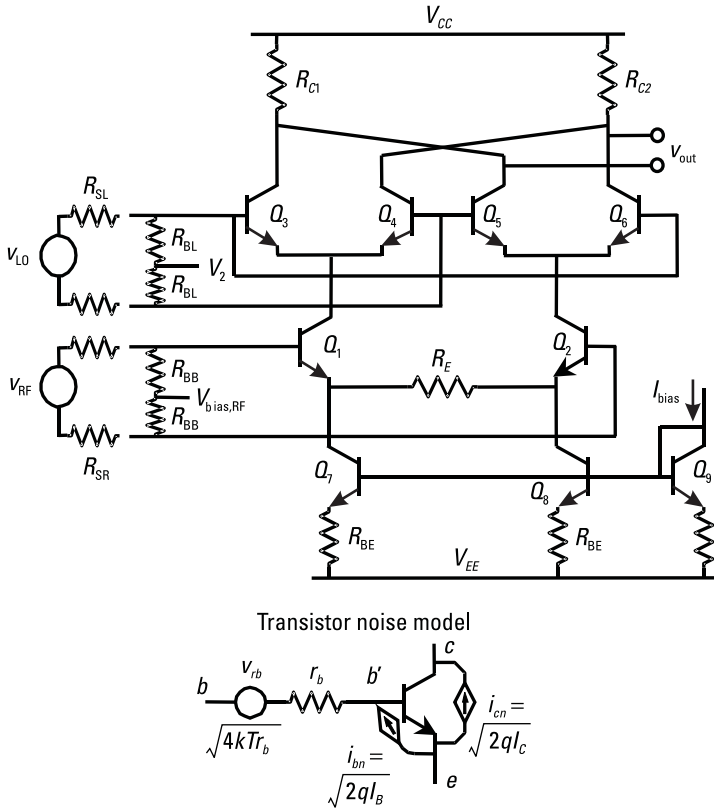 V_CC
R_C1
R_C2
v_out
R_SL
Q_3
Q_4
Q_5
Q_6
R_BL
v_LO
V_2
R_BL
Q_1
Q_2
R_E
R_BB
v_RF
V_bias,RF
I_bias
R_BB
R_SR
Q_7
Q_8
Q_9
R_BE
R_BE
V_EE
Transistor noise model
c
v_rb
r_b
b'
b
i_cn =
√4kTr_b
√2qI_C
i_bn =
e
√2qI_B